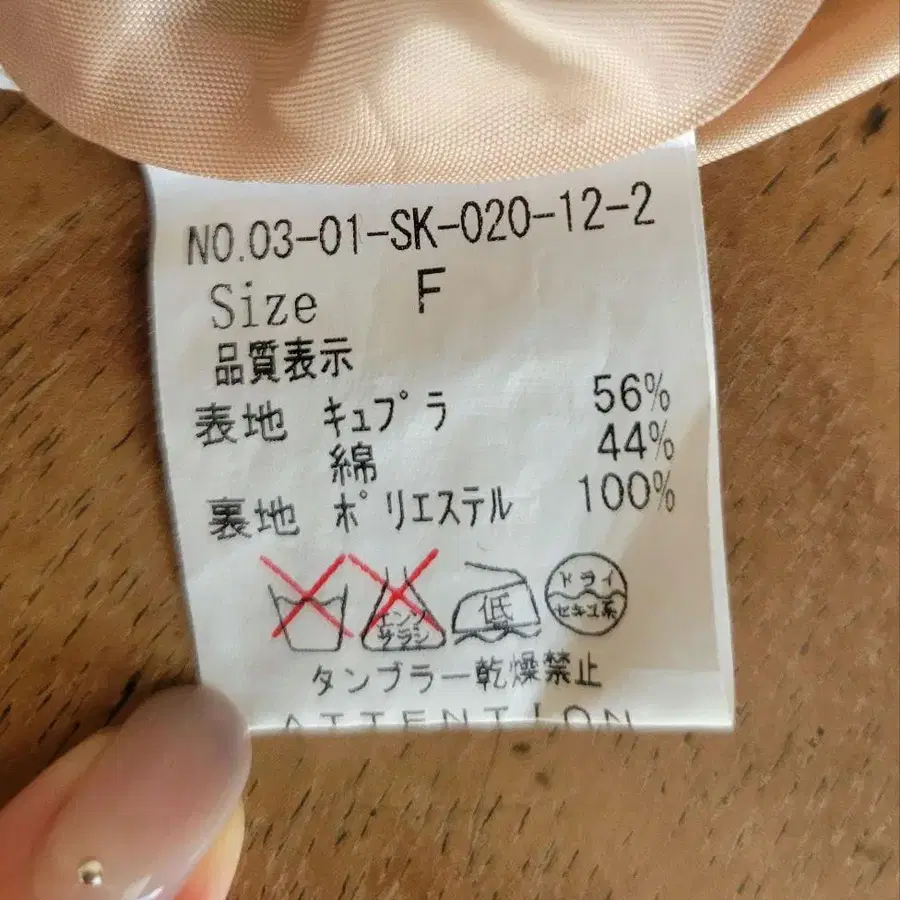 NO.03-01-SK-020-12-2
Size F
品質表示
表地 キュプラ 56%
綿 44%
裏地 ポリエステル 100%
エンソ
サラシ
低
ドライ
セキユ系
タンブラー乾燥禁止
ATTENTION